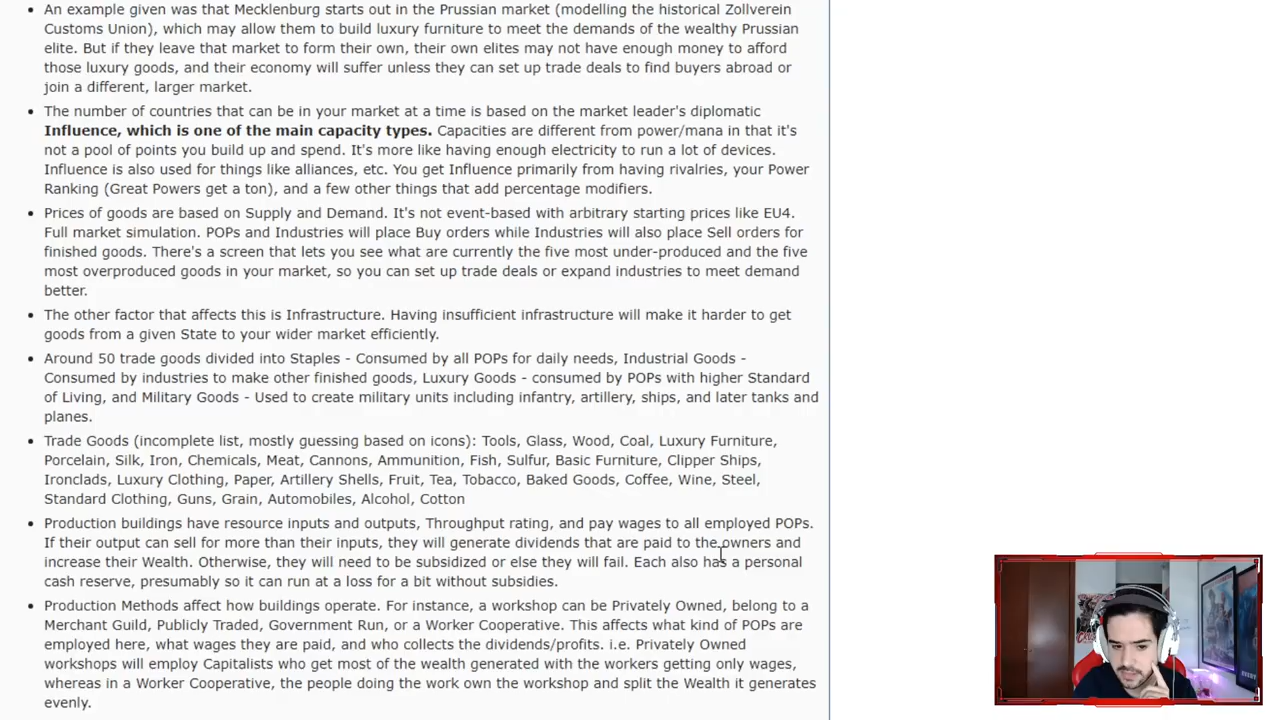 An example given was that Mecklenburg starts out in the Prussian market (modelling the historical Zollverein
Customs Union), which may allow them to build luxury furniture to meet the demands of the wealthy Prussian
elite. But if they leave that market to form their own, their own elites may not have enough money to afford
those luxury goods, and their economy will suffer unless they can set up trade deals to find buyers abroad or
join a different, larger market.
The number of countries that can be in your market at a time is based on the market leader's diplomatic
Influence, which is one of the main capacity types. Capacities are different from power/mana in that it's
not a pool of points you build up and spend. It's more like having enough electricity to run a lot of devices.
Influence is also used for things like alliances, etc. You get Influence primarily from having rivalries, your Power
Ranking (Great Powers get a ton), and a few other things that add percentage modifiers.
Prices of goods are based on Supply and Demand. It's not event-based with arbitrary starting prices like EU4.
Full market simulation. POPs and Industries will place Buy orders while Industries will also place Sell orders for
finished goods. There's a screen that lets you see what are currently the five most under-produced and the five
most overproduced goods in your market, so you can set up trade deals or expand industries to meet demand
better.
The other factor that affects this is Infrastructure. Having insufficient infrastructure will make it harder to get
goods from a given State to your wider market efficiently.
Around 50 trade goods divided into Staples - Consumed by all POPs for daily needs, Industrial Goods -
Consumed by industries to make other finished goods, Luxury Goods - consumed by POPs with higher Standard
of Living, and Military Goods - Used to create military units including infantry, artillery, ships, and later tanks and
planes.
Trade Goods (incomplete list, mostly guessing based on icons): Tools, Glass, Wood, Coal, Luxury Furniture,
Porcelain, Silk, Iron, Chemicals, Meat, Cannons, Ammunition, Fish, Sulfur, Basic Furniture, Clipper Ships,
Ironclads, Luxury Clothing, Paper, Artillery Shells, Fruit, Tea, Tobacco, Baked Goods, Coffee, Wine, Steel,
Standard Clothing, Guns, Grain, Automobiles, Alcohol, Cotton
Production buildings have resource inputs and outputs, Throughput rating, and pay wages to all employed POPs.
If their output can sell for more than their inputs, they will generate dividends that are paid to the owners and
increase their Wealth. Otherwise, they will need to be subsidized or else they will fail. Each also has a personal
cash reserve, presumably so it can run at a loss for a bit without subsidies.
Production Methods affect how buildings operate. For instance, a workshop can be Privately Owned, belong to a
Merchant Guild, Publicly Traded, Government Run, or a Worker Cooperative. This affects what kind of POPs are
employed here, what wages they are paid, and who collects the dividends/profits. i.e. Privately Owned
workshops will employ Capitalists who get most of the wealth generated with the workers getting only wages,
whereas in a Worker Cooperative, the people doing the work own the workshop and split the Wealth it generates
evenly.